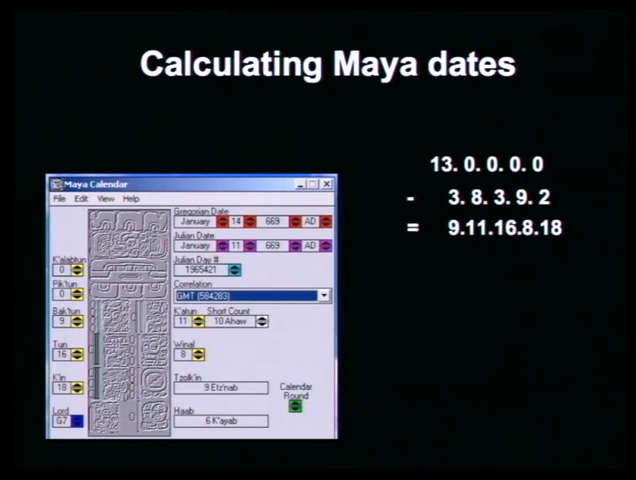 Calculating Maya dates
13. 0. 0. 0. 0
- 3. 8. 3. 9. 2
= 9.11.16.8.18
Maya Calendar
File Edit View Help
Gregorian Date
January 14 669 AD
Julian Date
January 11 669 AD
K'alabtun
Julian Day #
0
1965421
Pik'tun
Correlation
0
GMT (584283)
Bak'tun
K'atun Short Count
9
11 10 Ahaw
Tun
Winal
16
8
K'in
Tzolk'in
18
9 Etz'nab
Calendar
Round
Lord
Haab
G7
6 K'ayab